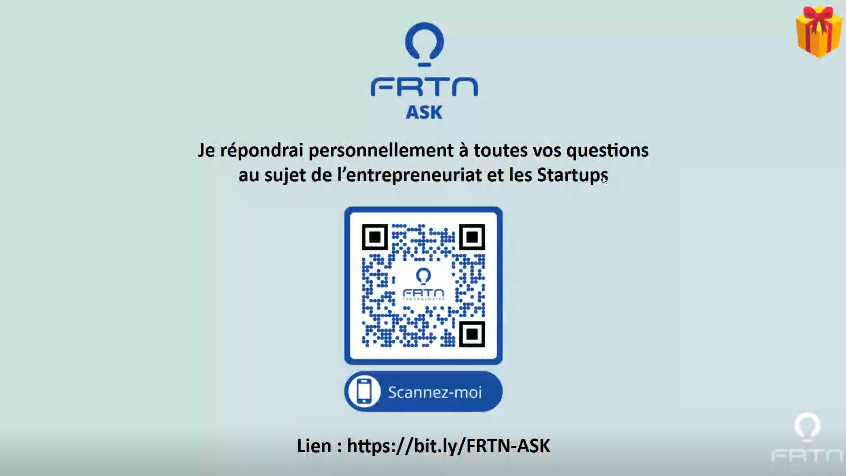 FRTN
ASK
Je répondrai personnellement à toutes vos questions
au sujet de l'entrepreneuriat et les Startups
FRTN
Scannez-moi
Lien : https://bit.ly/FRTN-ASK
FRTN